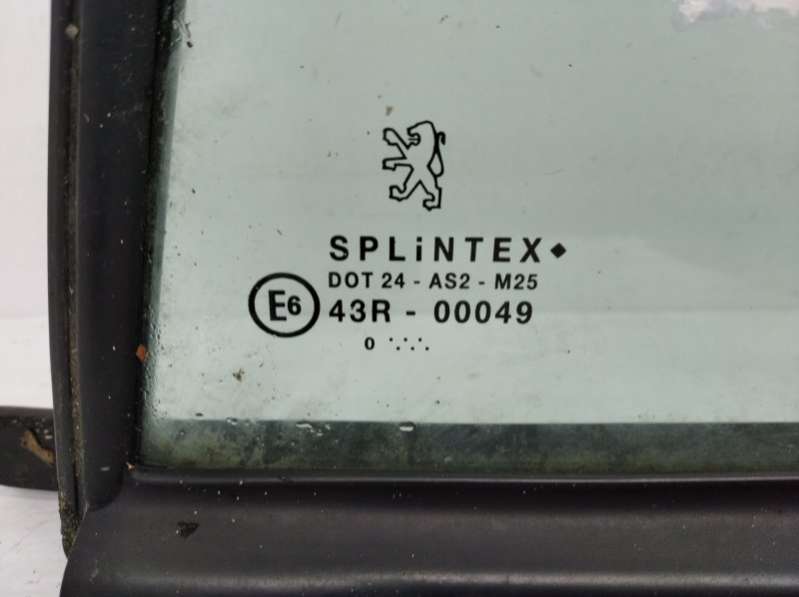 SPLiNTEX
DOT 24 - AS2 - M25
E6 43R - 00049
0 ·.·.·.